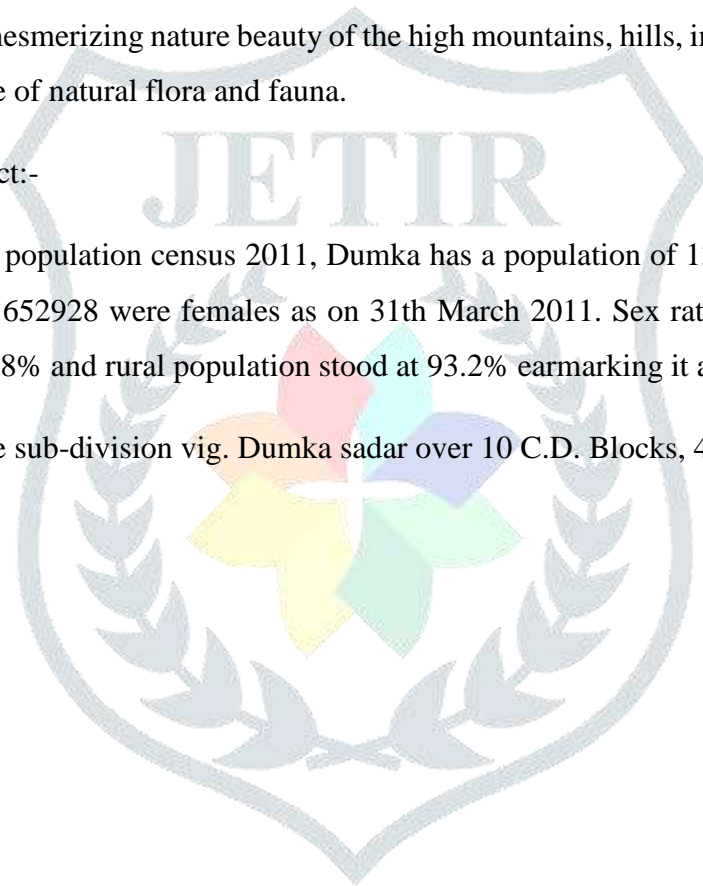 nesmerizing nature beauty of the high mountains, hills, in
e of natural flora and fauna.
JETIR
ct:-
population census 2011, Dumka has a population of 1
652928 were females as on 31th March 2011. Sex rat
8% and rural population stood at 93.2% earmarking it a
e sub-division vig. Dumka sadar over 10 C.D. Blocks, 4